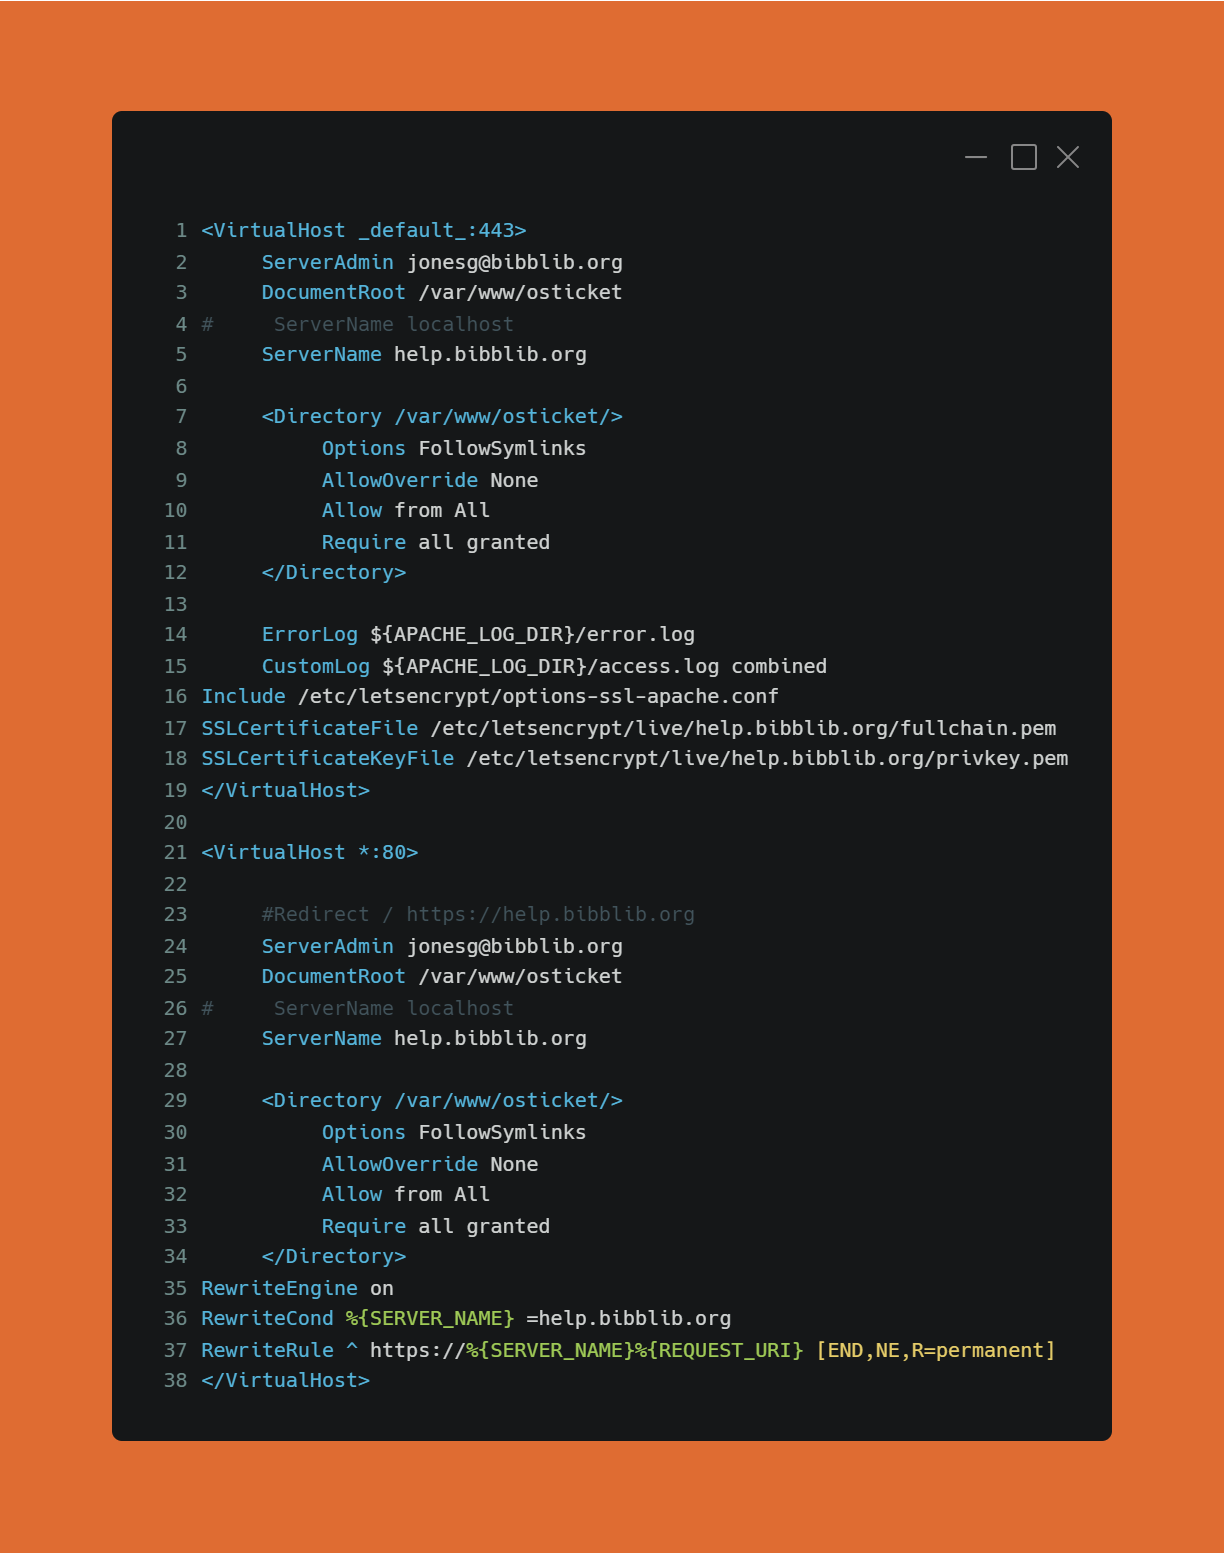 1 <VirtualHost _default_:443>
2      ServerAdmin jonesg@bibblib.org
3      DocumentRoot /var/www/osticket
4 #     ServerName localhost
5      ServerName help.bibblib.org
6
7      <Directory /var/www/osticket/>
8           Options FollowSymlinks
9           AllowOverride None
10           Allow from All
11           Require all granted
12      </Directory>
13
14      ErrorLog ${APACHE_LOG_DIR}/error.log
15      CustomLog ${APACHE_LOG_DIR}/access.log combined
16 Include /etc/letsencrypt/options-ssl-apache.conf
17 SSLCertificateFile /etc/letsencrypt/live/help.bibblib.org/fullchain.pem
18 SSLCertificateKeyFile /etc/letsencrypt/live/help.bibblib.org/privkey.pem
19 </VirtualHost>
20
21 <VirtualHost *:80>
22
23      #Redirect / https://help.bibblib.org
24      ServerAdmin jonesg@bibblib.org
25      DocumentRoot /var/www/osticket
26 #     ServerName localhost
27      ServerName help.bibblib.org
28
29      <Directory /var/www/osticket/>
30           Options FollowSymlinks
31           AllowOverride None
32           Allow from All
33           Require all granted
34      </Directory>
35 RewriteEngine on
36 RewriteCond %{SERVER_NAME} =help.bibblib.org
37 RewriteRule ^ https://%{SERVER_NAME}%{REQUEST_URI} [END,NE,R=permanent]
38 </VirtualHost>